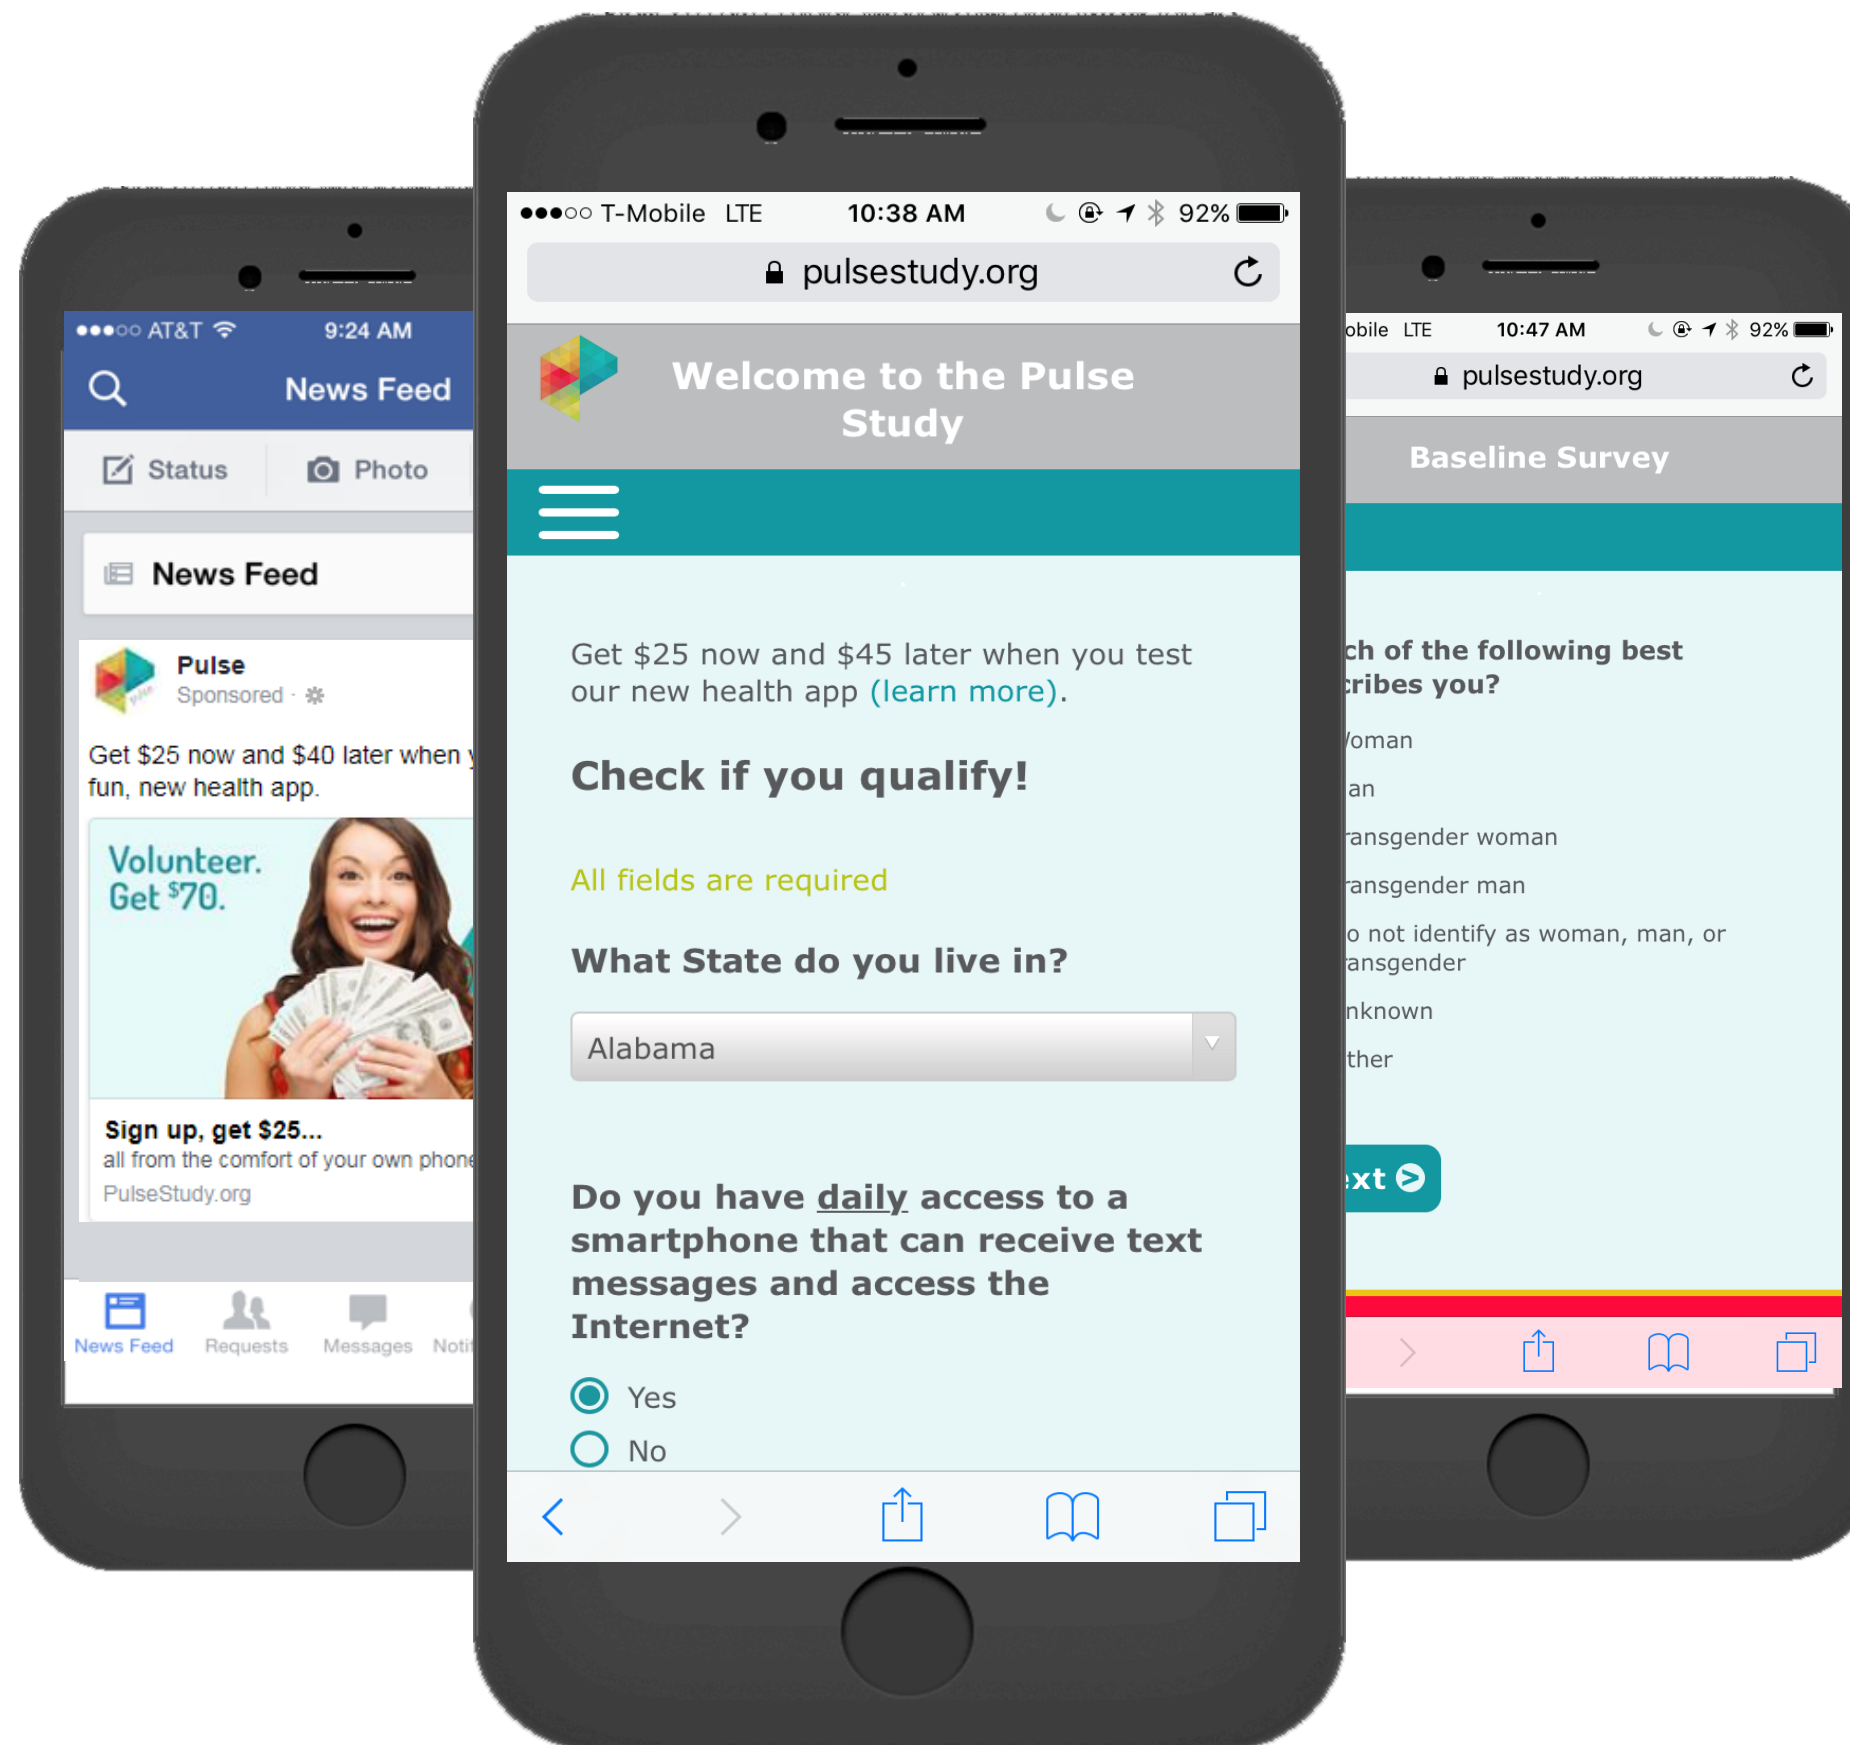 AT&T 9:24 AM
News Feed
Status Photo
News Feed
Pulse
Sponsored ·
Get $25 now and $40 later when
fun, new health app.
Volunteer.
Get $70.
Sign up, get $25...
all from the comfort of your own phone
PulseStudy.org
News Feed Requests Messages Notif
T-Mobile LTE 10:38 AM 92%
pulsestudy.org
Welcome to the Pulse
Study
Get $25 now and $45 later when you test
our new health app (learn more).
Check if you qualify!
All fields are required
What State do you live in?
Alabama
Do you have daily access to a
smartphone that can receive text
messages and access the
Internet?
Yes
No
obile LTE 10:47 AM 92%
pulsestudy.org
Baseline Survey
ch of the following best
cribes you?
oman
an
ransgender woman
ransgender man
o not identify as woman, man, or
ansgender
nknown
ther
ext